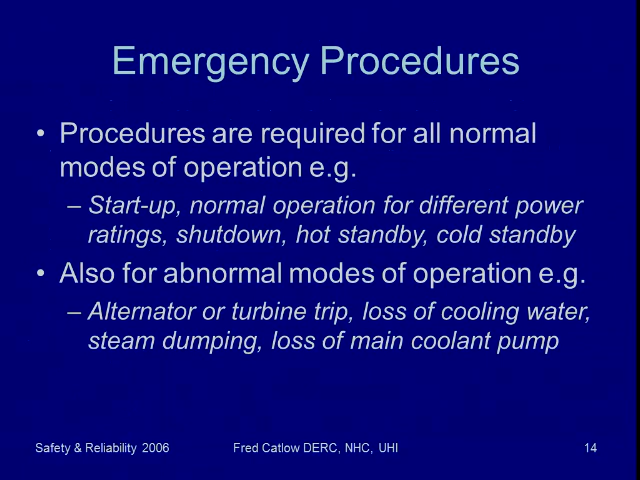 Emergency Procedures
• Procedures are required for all normal
modes of operation e.g.
– Start-up, normal operation for different power
ratings, shutdown, hot standby, cold standby
• Also for abnormal modes of operation e.g.
– Alternator or turbine trip, loss of cooling water,
steam dumping, loss of main coolant pump
Safety & Reliability 2006 Fred Catlow DERC, NHC, UHI 14